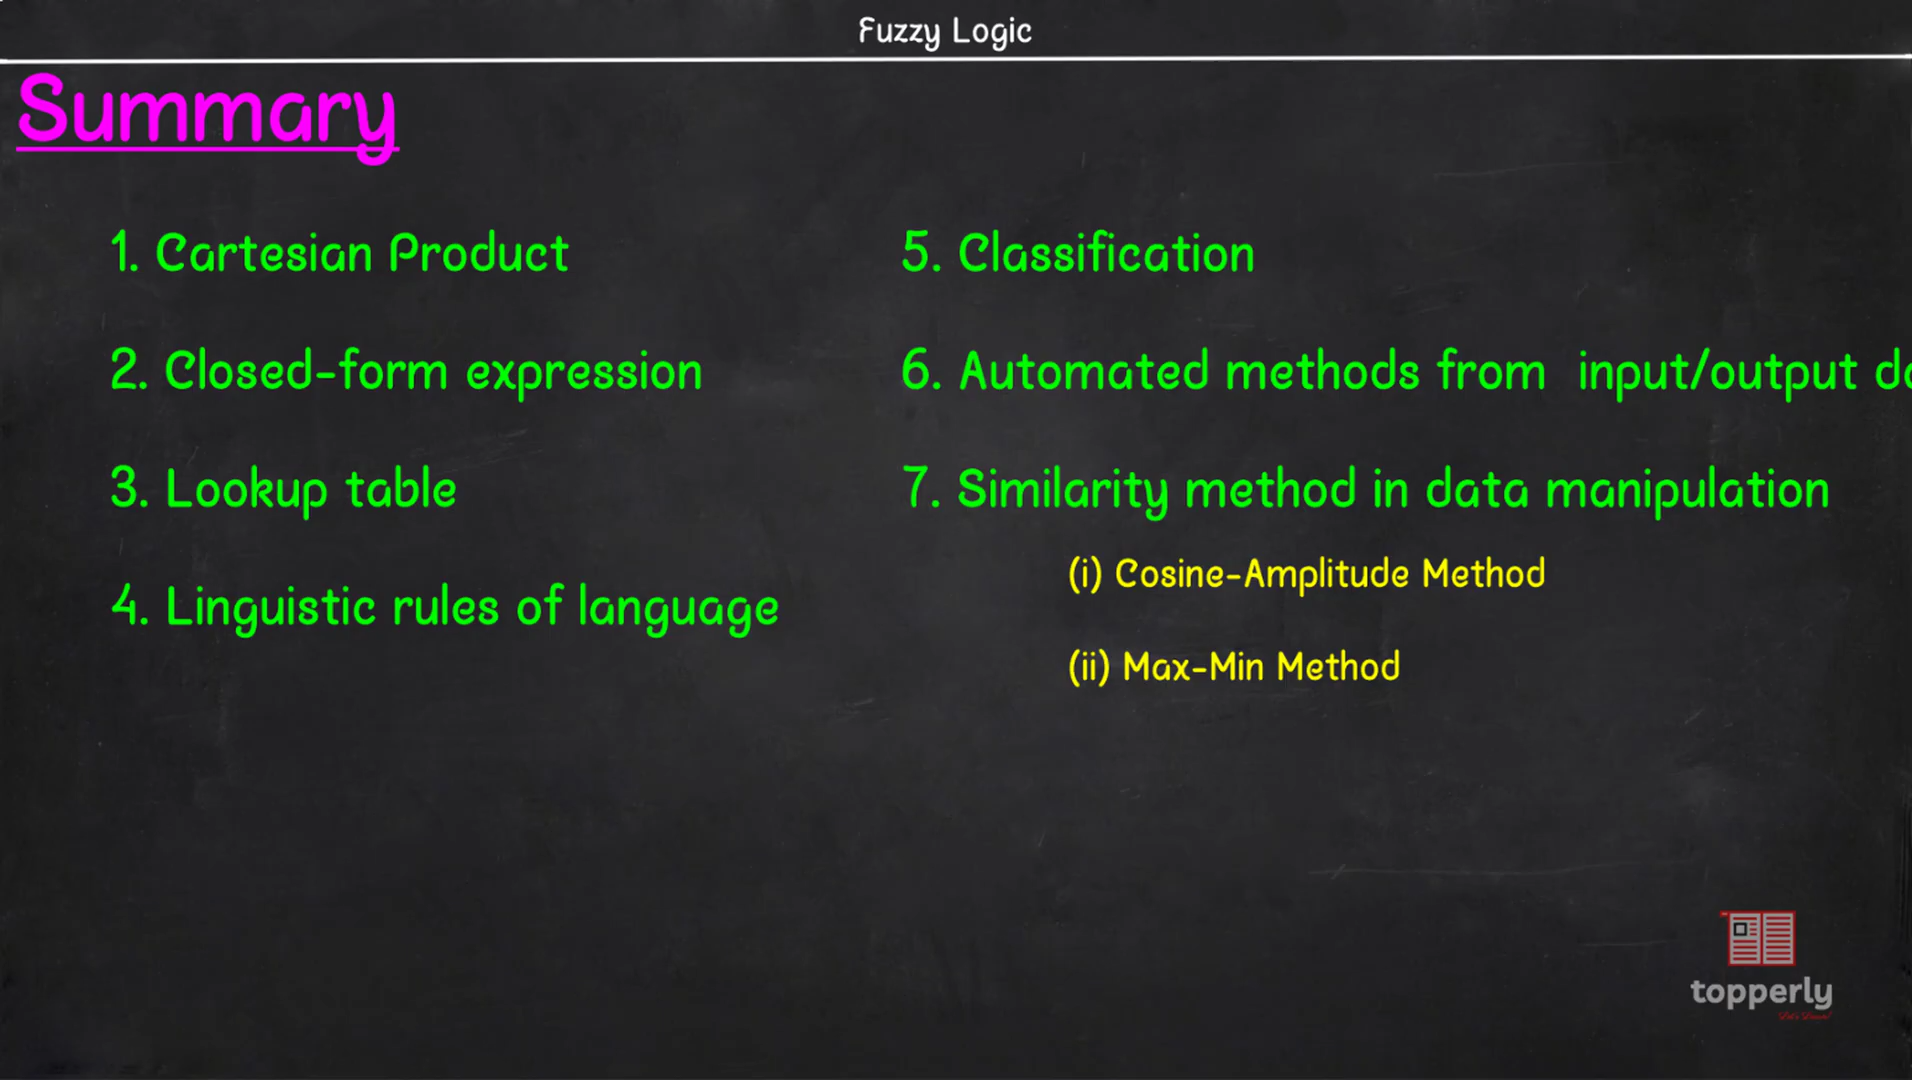 Fuzzy Logic
Summary
1. Cartesian Product
2. Closed-form expression
3. Lookup table
4. Linguistic rules of language
5. Classification
6. Automated methods from input/output
7. Similarity method in data manipulation
(i) Cosine-Amplitude Method
(ii) Max-Min Method
topperly